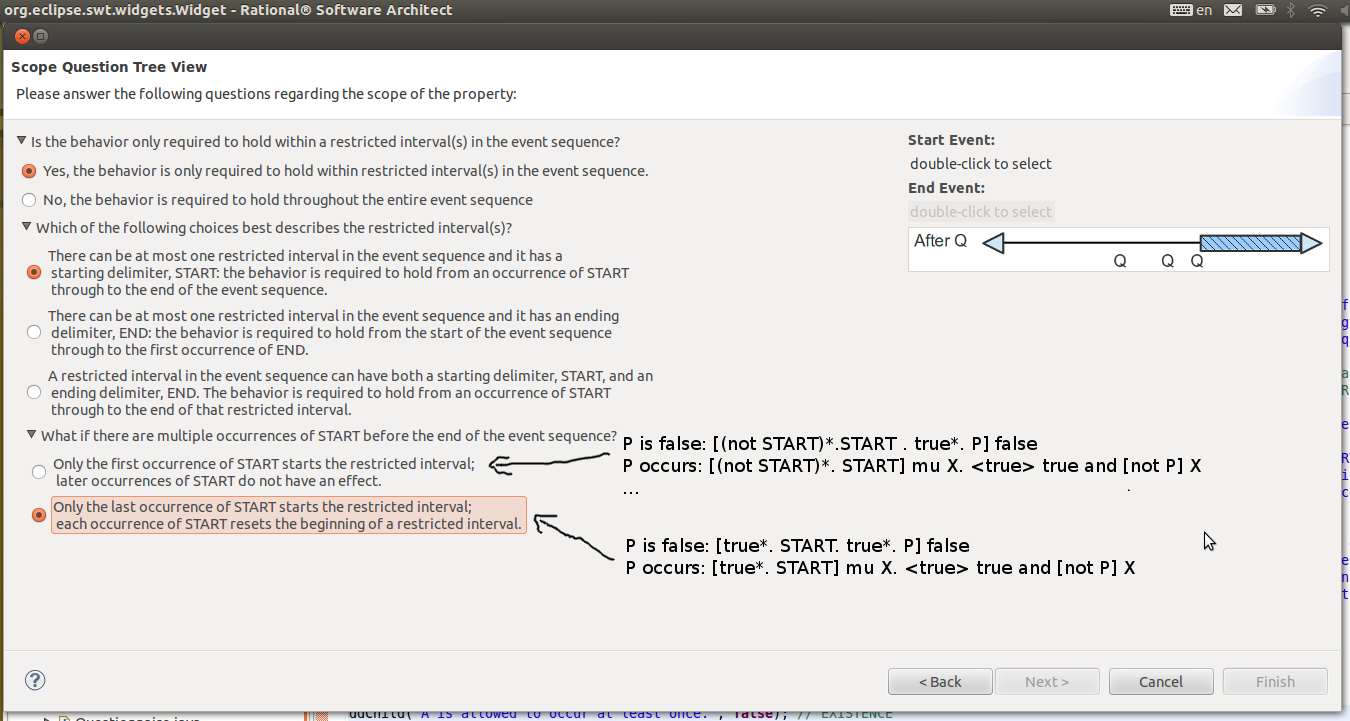 org.eclipse.swt.widgets.Widget - Rational® Software Architect
en
Scope Question Tree View
Please answer the following questions regarding the scope of the property:
Is the behavior only required to hold within a restricted interval(s) in the event sequence?
Yes, the behavior is only required to hold within restricted interval(s) in the event sequence.
No, the behavior is required to hold throughout the entire event sequence
Which of the following choices best describes the restricted interval(s)?
There can be at most one restricted interval in the event sequence and it has a
starting delimiter, START: the behavior is required to hold from an occurrence of START
through to the end of the event sequence.
There can be at most one restricted interval in the event sequence and it has an ending
delimiter, END: the behavior is required to hold from the start of the event sequence
through to the first occurrence of END.
A restricted interval in the event sequence can have both a starting delimiter, START, and an
ending delimiter, END. The behavior is required to hold from an occurrence of START
through to the end of that restricted interval.
What if there are multiple occurrences of START before the end of the event sequence?
Only the first occurrence of START starts the restricted interval;
later occurrences of START do not have an effect.
Only the last occurrence of START starts the restricted interval;
each occurrence of START resets the beginning of a restricted interval.
Start Event:
double-click to select
End Event:
double-click to select
After Q
Q Q Q
P is false: [(not START)*.START . true*. P] false
P occurs: [(not START)*. START] mu X. <true> true and [not P] X
...
P is false: [true*. START. true*. P] false
P occurs: [true*. START] mu X. <true> true and [not P] X
?
< Back
Next >
Cancel
Finish